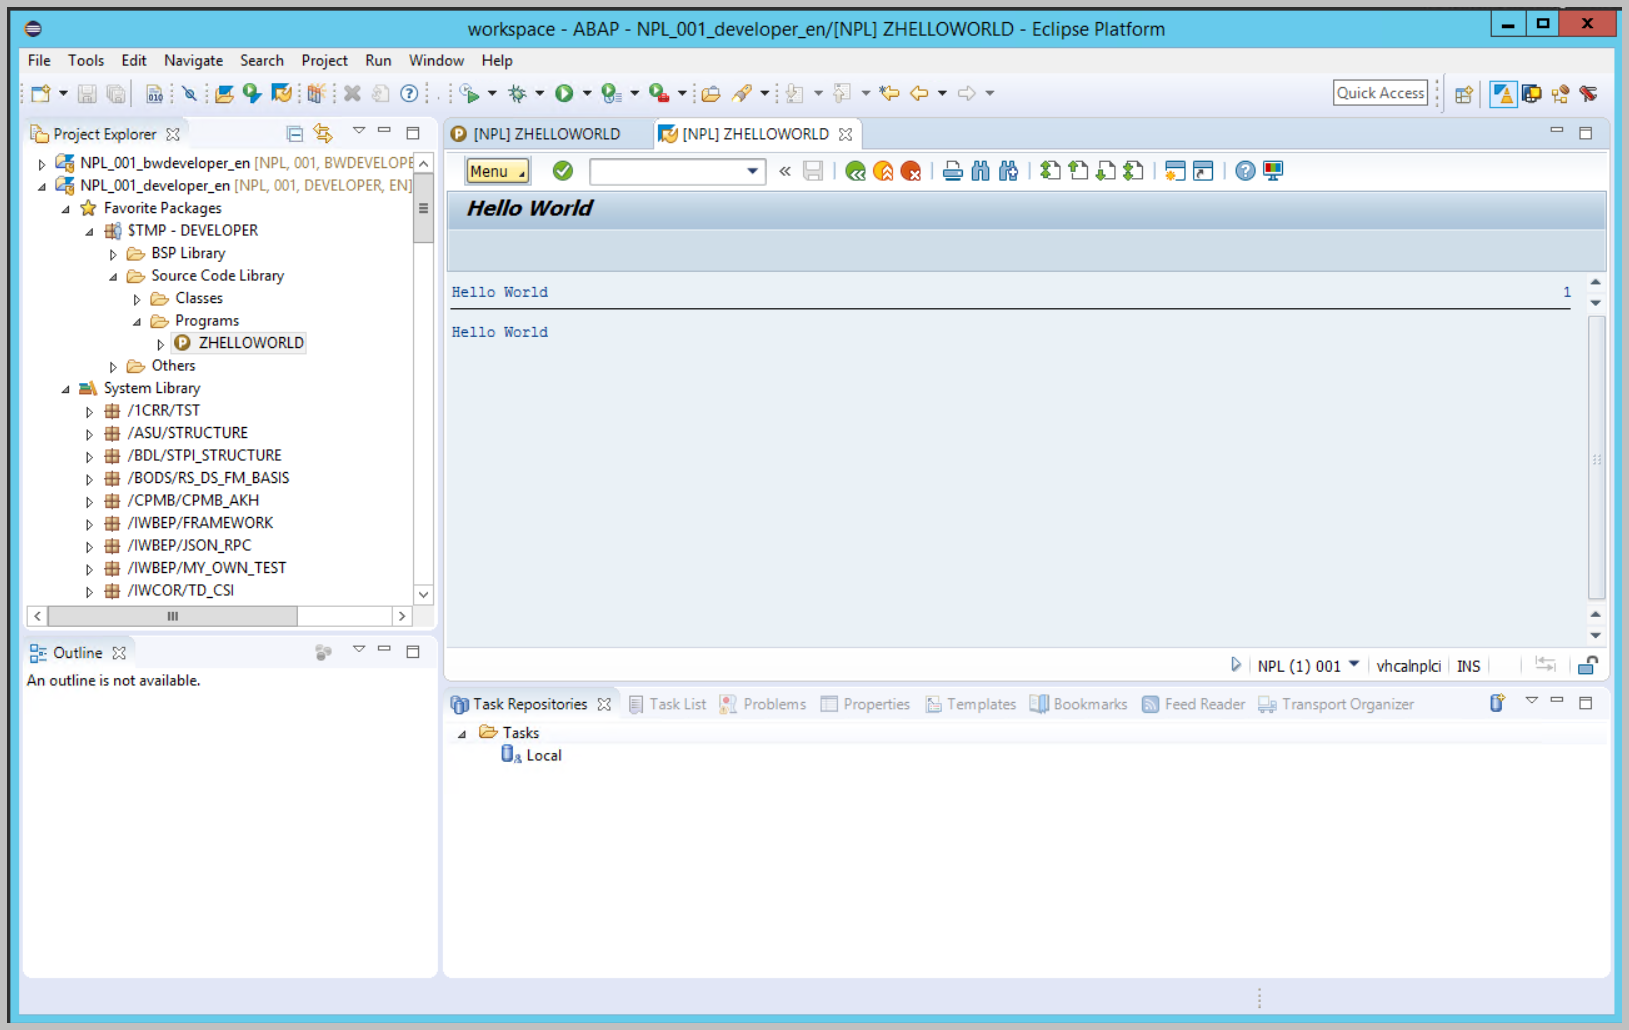 workspace - ABAP - NPL_001_developer_en/[NPL] ZHELLOWORLD - Eclipse Platform
File Tools Edit Navigate Search Project Run Window Help
Quick Access
Project Explorer
NPL_001_bwdeveloper_en [NPL, 001, BWDEVELOPE
NPL_001_developer_en [NPL, 001, DEVELOPER, EN]
Favorite Packages
$TMP - DEVELOPER
BSP Library
Source Code Library
Classes
Programs
ZHELLOWORLD
Others
System Library
/1CRR/TST
/ASU/STRUCTURE
/BDL/STPI_STRUCTURE
/BODS/RS_DS_FM_BASIS
/CPMB/CPMB_AKH
/IWBEP/FRAMEWORK
/IWBEP/JSON_RPC
/IWBEP/MY_OWN_TEST
/IWCOR/TD_CSI
Outline
An outline is not available.
[NPL] ZHELLOWORLD [NPL] ZHELLOWORLD
Menu
Hello World
Hello World 1
Hello World
NPL (1) 001 vhcalnplci INS
Task Repositories Task List Problems Properties Templates Bookmarks Feed Reader Transport Organizer
Tasks
Local